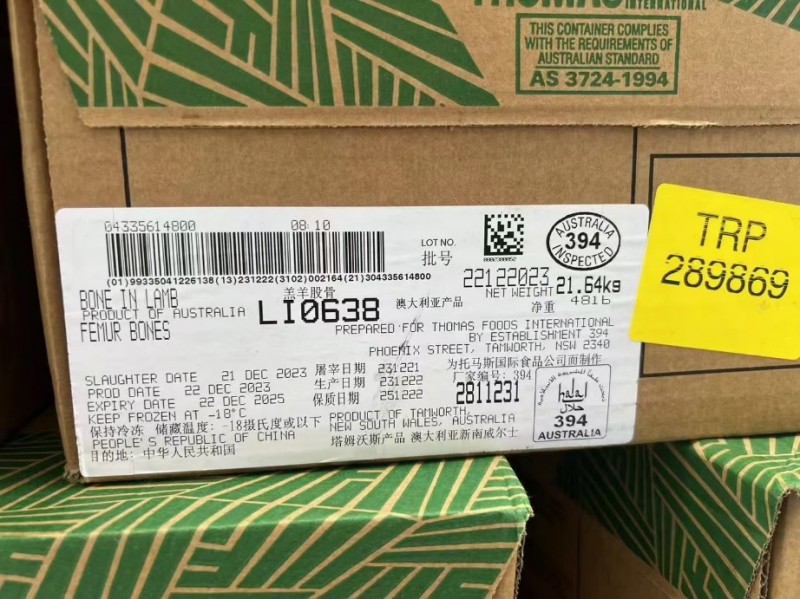 THOMAS
INTERNATIONAL
THIS CONTAINER COMPLIES
WITH THE REQUIREMENTS OF
AUSTRALIAN STANDARD
AS 3724-1994
04335614800 08:10
(01)99335041226138(13)231222(3102)002164(21)304335614800
LOT NO.
批号
22122023
AUSTRALIA
394
INSPECTED
TRP
289869
BONE IN LAMB
羔羊股骨
PRODUCT OF AUSTRALIA
LI0638
澳大利亚产品
NET WEIGHT
净重
21.64kg
48lb
FEMUR BONES
PREPARED FOR THOMAS FOODS INTERNATIONAL
BY ESTABLISHMENT 394
PHOENIX STREET, TAMWORTH, NSW 2340
为托马斯国际食品公司而制作
厂家编号: 394
SLAUGHTER DATE 21 DEC 2023 屠宰日期 231221
PROD DATE 22 DEC 2023 生产日期 231222
EXPIRY DATE 22 DEC 2025 保质日期 251222
2811231
KEEP FROZEN AT -18°C
保持冷冻 储藏温度: -18摄氏度或以下
PRODUCT OF TAMWORTH,
NEW SOUTH WALES, AUSTRALIA
PEOPLE'S REPUBLIC OF CHINA
塔姆沃斯产品 澳大利亚新南威尔士
目的地: 中华人民共和国
halal
حلال
394
AUSTRALIA